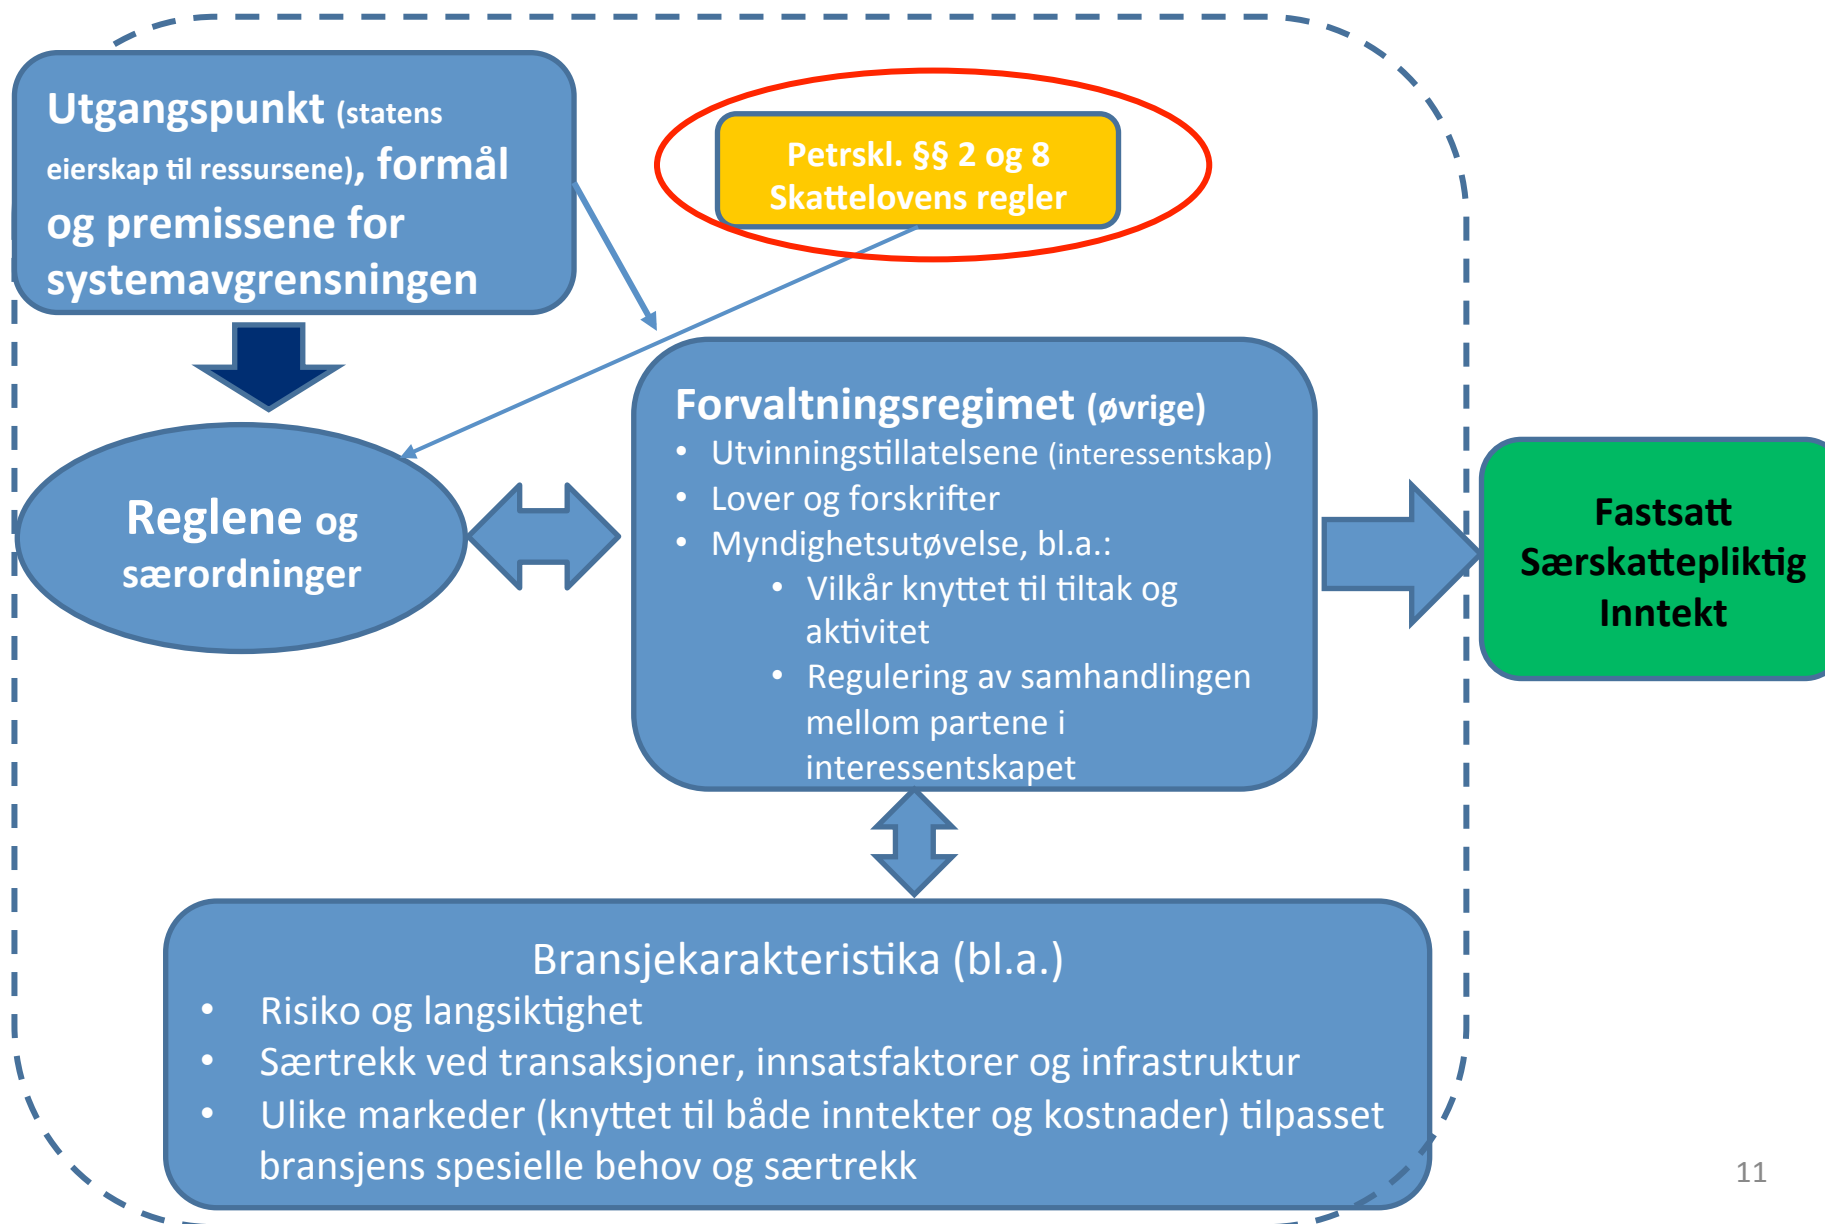 Utgangspunkt (statens
eierskap til ressursene), formål
og premissene for
systemavgrensningen
Petrskl. §§ 2 og 8
Skattelovens regler
Reglene og
særordninger
Forvaltningsregimet (øvrige)
• Utvinningstillatelsene (interessentskap)
• Lover og forskrifter
• Myndighetsutøvelse, bl.a.:
• Vilkår knyttet til tiltak og
aktivitet
• Regulering av samhandlingen
mellom partene i
interessentskapet
Fastsatt
Særskattepliktig
Inntekt
Bransjekarakteristika (bl.a.)
• Risiko og langsiktighet
• Særtrekk ved transaksjoner, innsatsfaktorer og infrastruktur
• Ulike markeder (knyttet til både inntekter og kostnader) tilpasset
bransjens spesielle behov og særtrekk
11